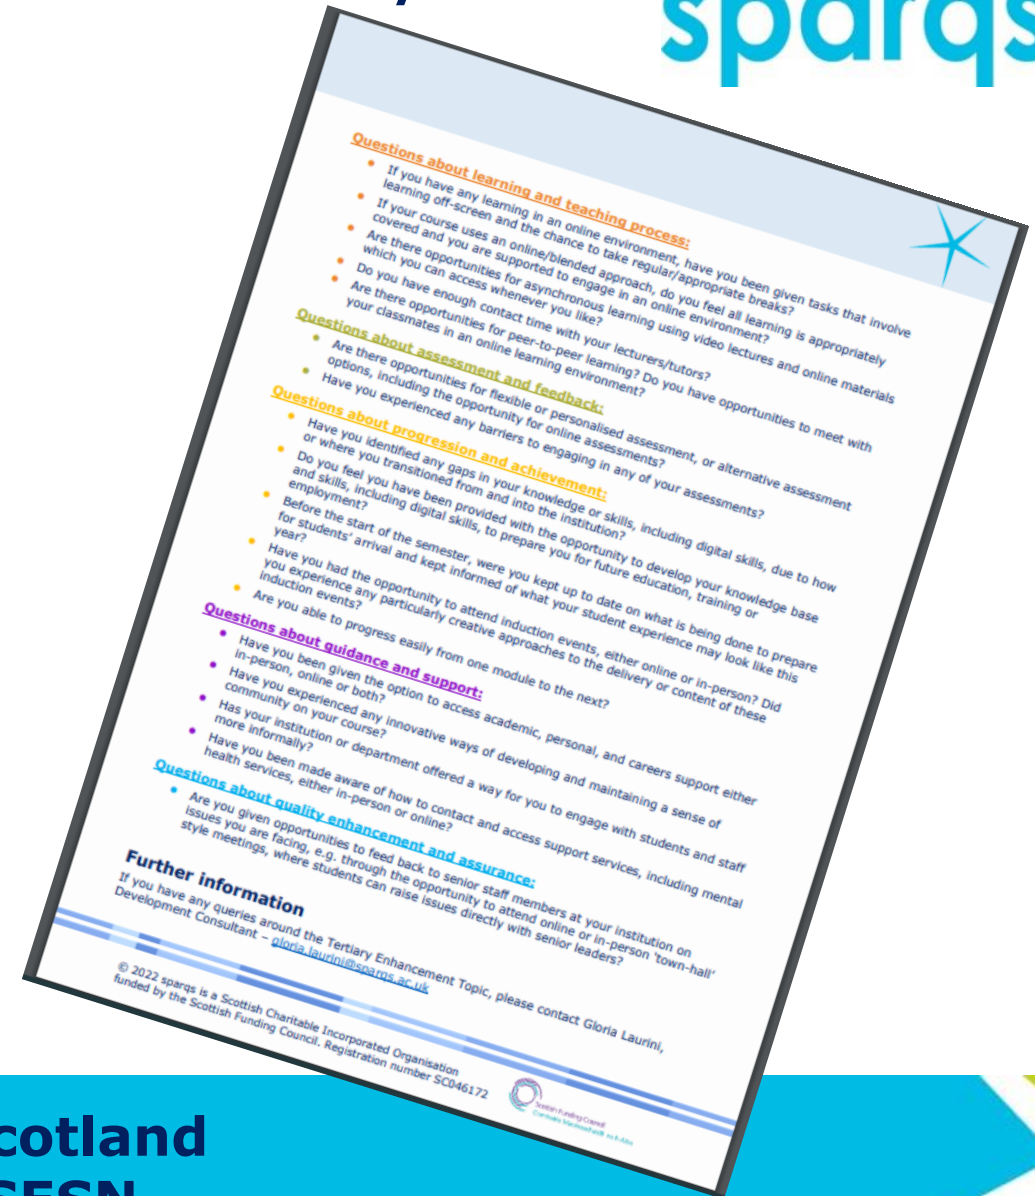 sparqs
Questions about learning and teaching process:
If you have any learning in an online environment, have you been given tasks that involve
learning off-screen and the chance to take regular/appropriate breaks?
If your course uses an online/blended approach, do you feel all learning is appropriately
covered and you are supported to engage in an online environment?
Are there opportunities for asynchronous learning using video lectures and online materials
which you can access whenever you like?
Do you have enough contact time with your lecturers/tutors?
Are there opportunities for peer-to-peer learning? Do you have opportunities to meet with
your classmates in an online learning environment?
Questions about assessment and feedback:
Are there opportunities for flexible or personalised assessment, or alternative assessment
options, including the opportunity for online assessments?
Have you experienced any barriers to engaging in any of your assessments?
Questions about progression and achievement:
Have you identified any gaps in your knowledge or skills, including digital skills, due to how
or where you transitioned from and into the institution?
Do you feel you have been provided with the opportunity to develop your knowledge base
and skills, including digital skills, to prepare you for future education, training or
employment?
Before the start of the semester, were you kept up to date on what is being done to prepare
for students' arrival and kept informed of what your student experience may look like this
year?
Have you had the opportunity to attend induction events, either online or in-person? Did
you experience any particularly creative approaches to the delivery or content of these
induction events?
Are you able to progress easily from one module to the next?
Questions about guidance and support:
Have you been given the option to access academic, personal, and careers support either
in-person, online or both?
Have you experienced any innovative ways of developing and maintaining a sense of
community on your course?
Has your institution or department offered a way for you to engage with students and staff
more informally?
Have you been made aware of how to contact and access support services, including mental
health services, either in-person or online?
Questions about quality enhancement and assurance:
Are you given opportunities to feed back to senior staff members at your institution on
issues you are facing, e.g. through the opportunity to attend online or in-person 'town-hall'
style meetings, where students can raise issues directly with senior leaders?
Further information
If you have any queries around the Tertiary Enhancement Topic, please contact Gloria Laurini,
Development Consultant – gloria.laurini@sparqs.ac.uk
© 2022 sparqs is a Scottish Charitable Incorporated Organisation
funded by the Scottish Funding Council. Registration number SC046172
Scottish Funding Council
cotland
SESN